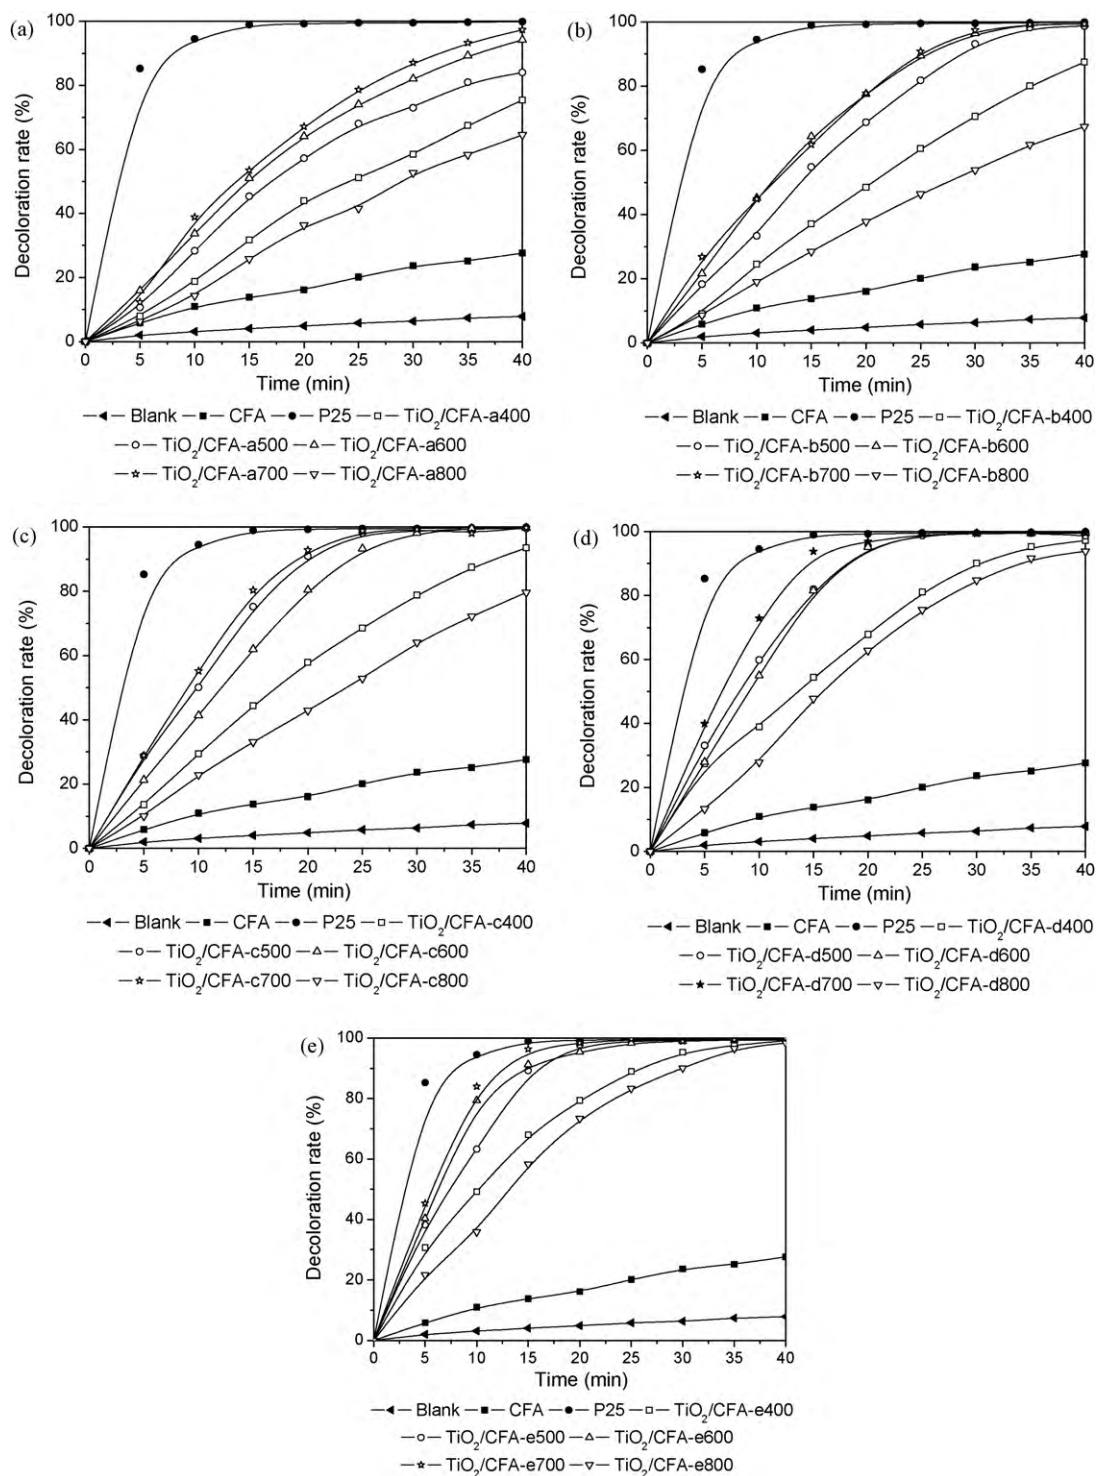 (a)
100
80
60
40
20
0
Decoloration rate (%)
0 5 10 15 20 25 30 35 40
Time (min)
Blank CFA P25 TiO₂/CFA-a400
TiO₂/CFA-a500 TiO₂/CFA-a600
TiO₂/CFA-a700 TiO₂/CFA-a800
(b)
100
80
60
40
20
0
Decoloration rate (%)
0 5 10 15 20 25 30 35 40
Time (min)
Blank CFA P25 TiO₂/CFA-b400
TiO₂/CFA-b500 TiO₂/CFA-b600
TiO₂/CFA-b700 TiO₂/CFA-b800
(c)
100
80
60
40
20
0
Decoloration rate (%)
0 5 10 15 20 25 30 35 40
Time (min)
Blank CFA P25 TiO₂/CFA-c400
TiO₂/CFA-c500 TiO₂/CFA-c600
TiO₂/CFA-c700 TiO₂/CFA-c800
(d)
100
80
60
40
20
0
Decoloration rate (%)
0 5 10 15 20 25 30 35 40
Time (min)
Blank CFA P25 TiO₂/CFA-d400
TiO₂/CFA-d500 TiO₂/CFA-d600
TiO₂/CFA-d700 TiO₂/CFA-d800
(e)
100
80
60
40
20
0
Decoloration rate (%)
0 5 10 15 20 25 30 35 40
Time (min)
Blank CFA P25 TiO₂/CFA-e400
TiO₂/CFA-e500 TiO₂/CFA-e600
TiO₂/CFA-e700 TiO₂/CFA-e800